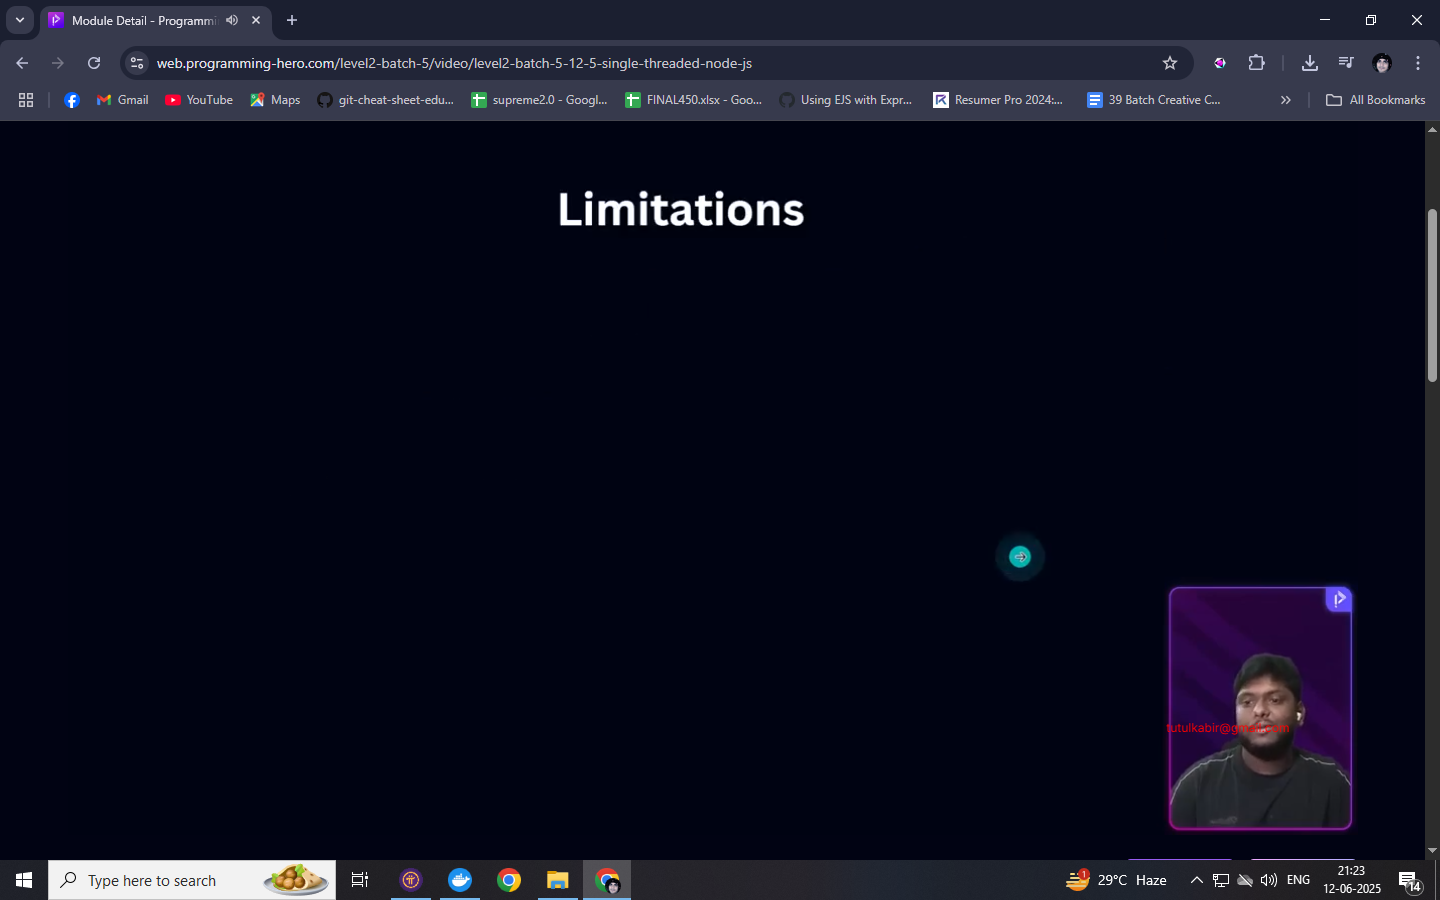 Module Detail - Programmi
web.programming-hero.com/level2-batch-5/video/level2-batch-5-12-5-single-threaded-node-js
Gmail
YouTube
Maps
git-cheat-sheet-edu...
supreme2.0 - Googl...
FINAL450.xlsx - Goo...
Using EJS with Expr...
Resumer Pro 2024:...
39 Batch Creative C...
All Bookmarks
Limitations
tutulkabir@gmail.com
Type here to search
1
29°C Haze
ENG
21:23
12-06-2025
14